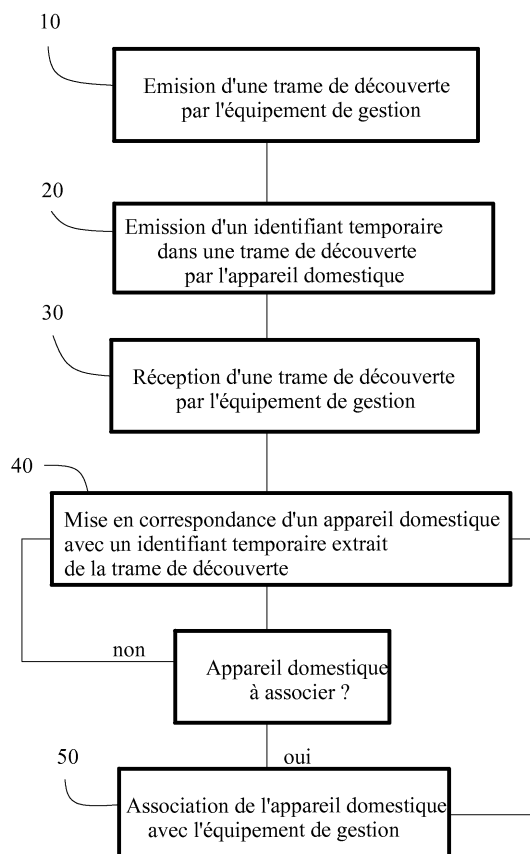 10
Emision d'une trame de découverte
par l'équipement de gestion
20
Emission d'un identifiant temporaire
dans une trame de découverte
par l'appareil domestique
30
Réception d'une trame de découverte
par l'équipement de gestion
40
Mise en correspondance d'un appareil domestique
avec un identifiant temporaire extrait
de la trame de découverte
non
Appareil domestique
à associer ?
oui
50
Association de l'appareil domestique
avec l'équipement de gestion